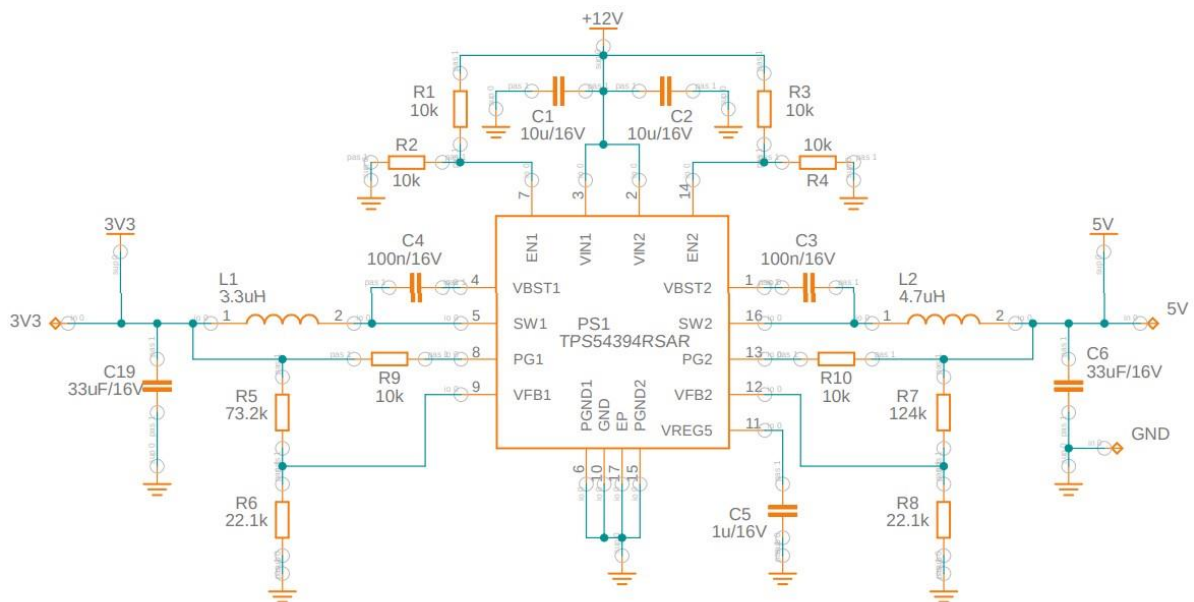 +12V
R1
10k
C1
10u/16V
C2
10u/16V
R3
10k
R2
10k
10k
R4
7
3
2
14
EN1
VIN1
VIN2
EN2
3V3
5V
C4
100n/16V
C3
100n/16V
L1
3.3uH
L2
4.7uH
4
VBST1
VBST2
1
3V3
1
2
5
SW1
SW2
16
1
2
5V
PS1
TPS54394RSAR
8
PG1
PG2
13
R9
10k
R10
10k
9
VFB1
VFB2
12
VREG5
11
C19
33uF/16V
C6
33uF/16V
R5
73.2k
R7
124k
GND
PGND1
GND
EP
PGND2
6
10
17
15
R6
22.1k
R8
22.1k
C5
1u/16V